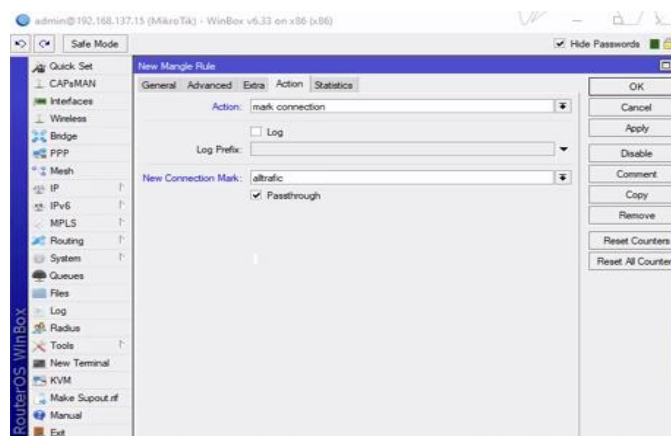 admin@192.168.137.15 (MikroTik) - WinBox v6.33 on x86 (x86)
Safe Mode
Hide Passwords
Quick Set
CAPsMAN
Interfaces
Wireless
Bridge
PPP
Mesh
IP
IPv6
MPLS
Routing
System
Queues
Files
Log
Radius
Tools
New Terminal
KVM
Make Supout.rif
Manual
Exit
RouterOS WinBox
New Mangle Rule
General Advanced Extra Action Statistics
Action: mark connection
Log
Log Prefix:
New Connection Mark: alltrafic
Passthrough
OK
Cancel
Apply
Disable
Comment
Copy
Remove
Reset Counters
Reset All Counter